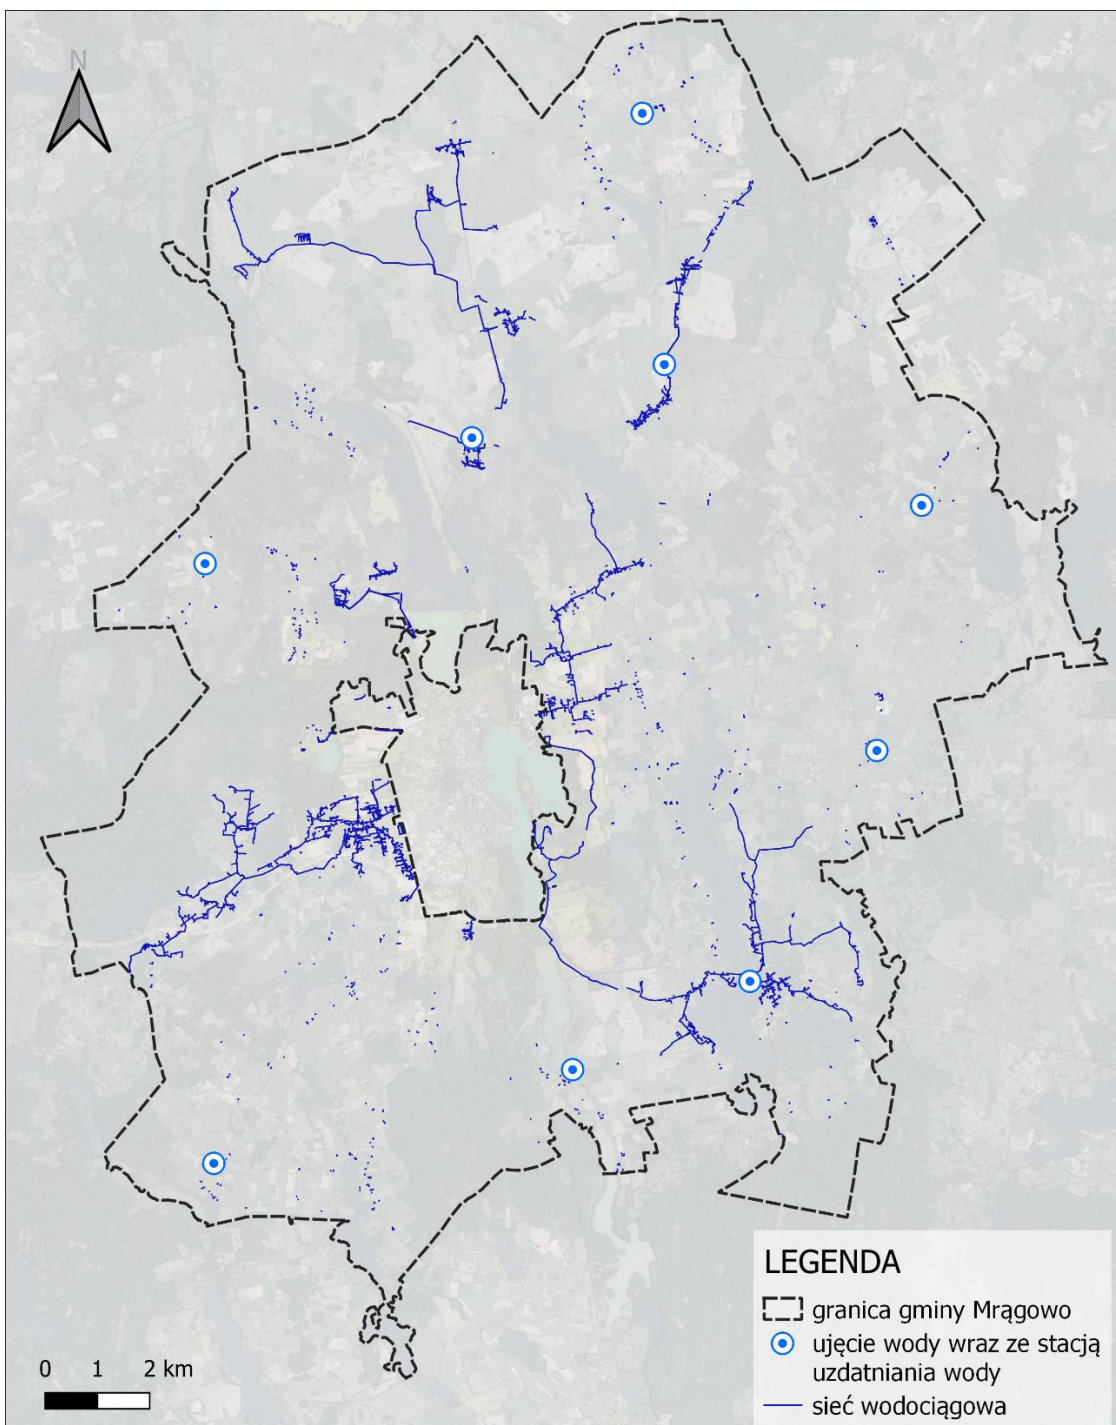 N
LEGENDA
granica gminy Mrągowo
ujęcie wody wraz ze stacją
uzdatniania wody
sieć wodociągowa
0 1 2 km